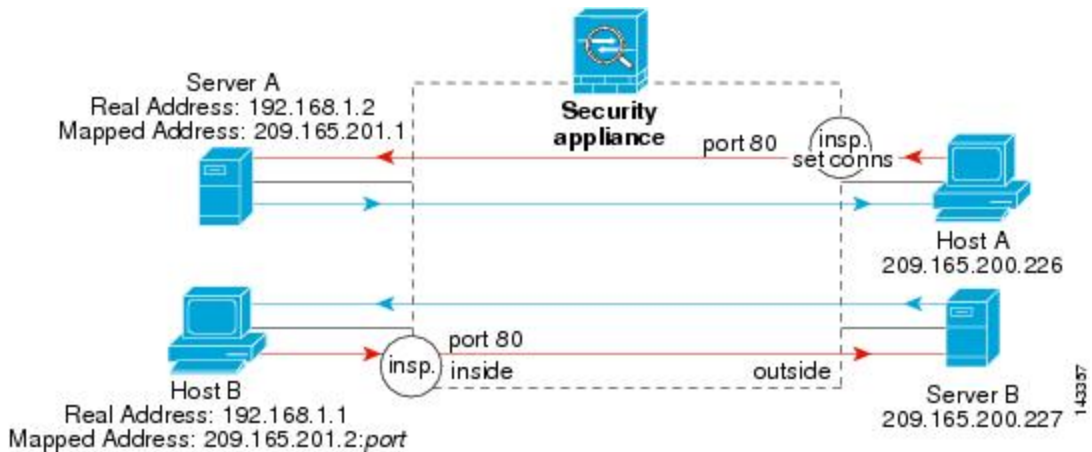 Server A
Real Address: 192.168.1.2
Mapped Address: 209.165.201.1
Security
appliance
port 80
insp.
set conns
Host A
209.165.200.226
port 80
insp.
inside
outside
Host B
Real Address: 192.168.1.1
Mapped Address: 209.165.201.2:port
Server B
209.165.200.227
143357